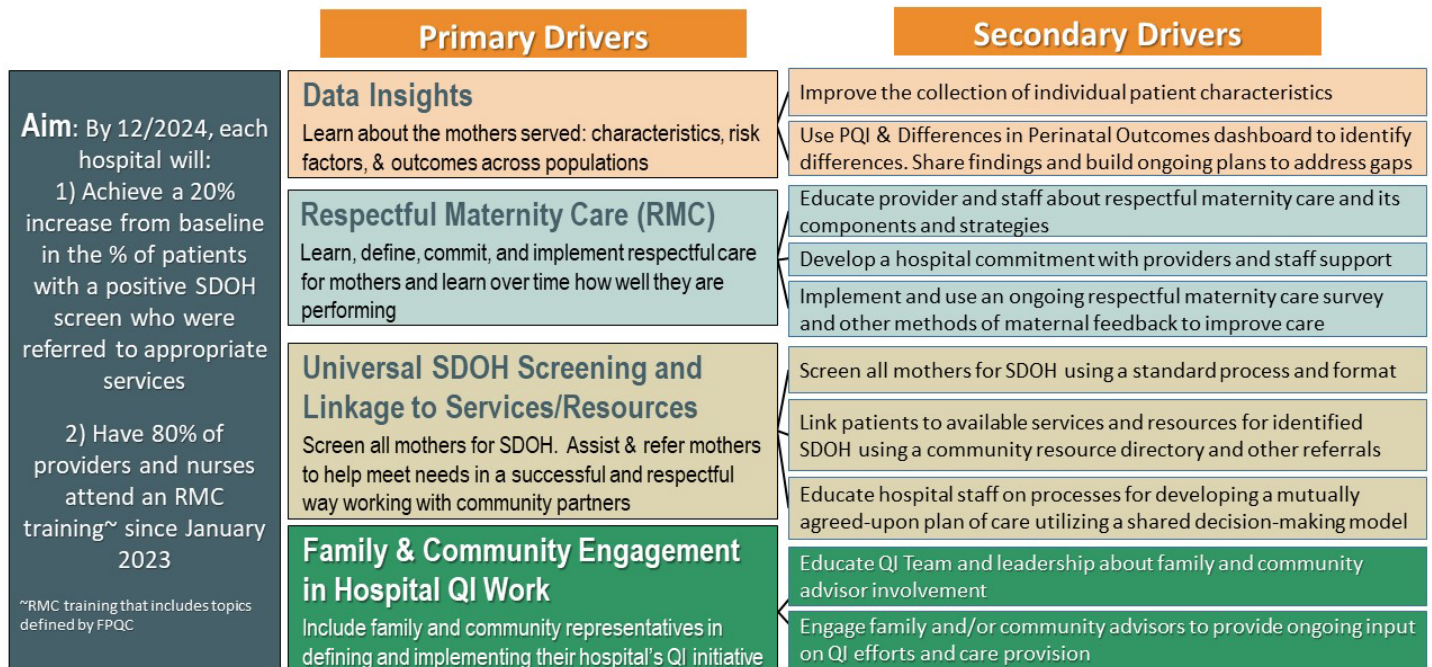 Primary Drivers
Secondary Drivers
Aim: By 12/2024, each
hospital will:
1) Achieve a 20%
increase from baseline
in the % of patients
with a positive SDOH
screen who were
referred to appropriate
services
2) Have 80% of
providers and nurses
attend an RMC
training~ since January
2023
~RMC training that includes topics
defined by FPQC
Data Insights
Learn about the mothers served: characteristics, risk
factors, & outcomes across populations
Improve the collection of individual patient characteristics
Use PQI & Differences in Perinatal Outcomes dashboard to identify
differences. Share findings and build ongoing plans to address gaps
Respectful Maternity Care (RMC)
Learn, define, commit, and implement respectful care
for mothers and learn over time how well they are
performing
Educate provider and staff about respectful maternity care and its
components and strategies
Develop a hospital commitment with providers and staff support
Implement and use an ongoing respectful maternity care survey
and other methods of maternal feedback to improve care
Universal SDOH Screening and
Linkage to Services/Resources
Screen all mothers for SDOH. Assist & refer mothers
to help meet needs in a successful and respectful
way working with community partners
Screen all mothers for SDOH using a standard process and format
Link patients to available services and resources for identified
SDOH using a community resource directory and other referrals
Educate hospital staff on processes for developing a mutually
agreed-upon plan of care utilizing a shared decision-making model
Family & Community Engagement
in Hospital QI Work
Include family and community representatives in
defining and implementing their hospital's QI initiative
Educate QI Team and leadership about family and community
advisor involvement
Engage family and/or community advisors to provide ongoing input
on QI efforts and care provision